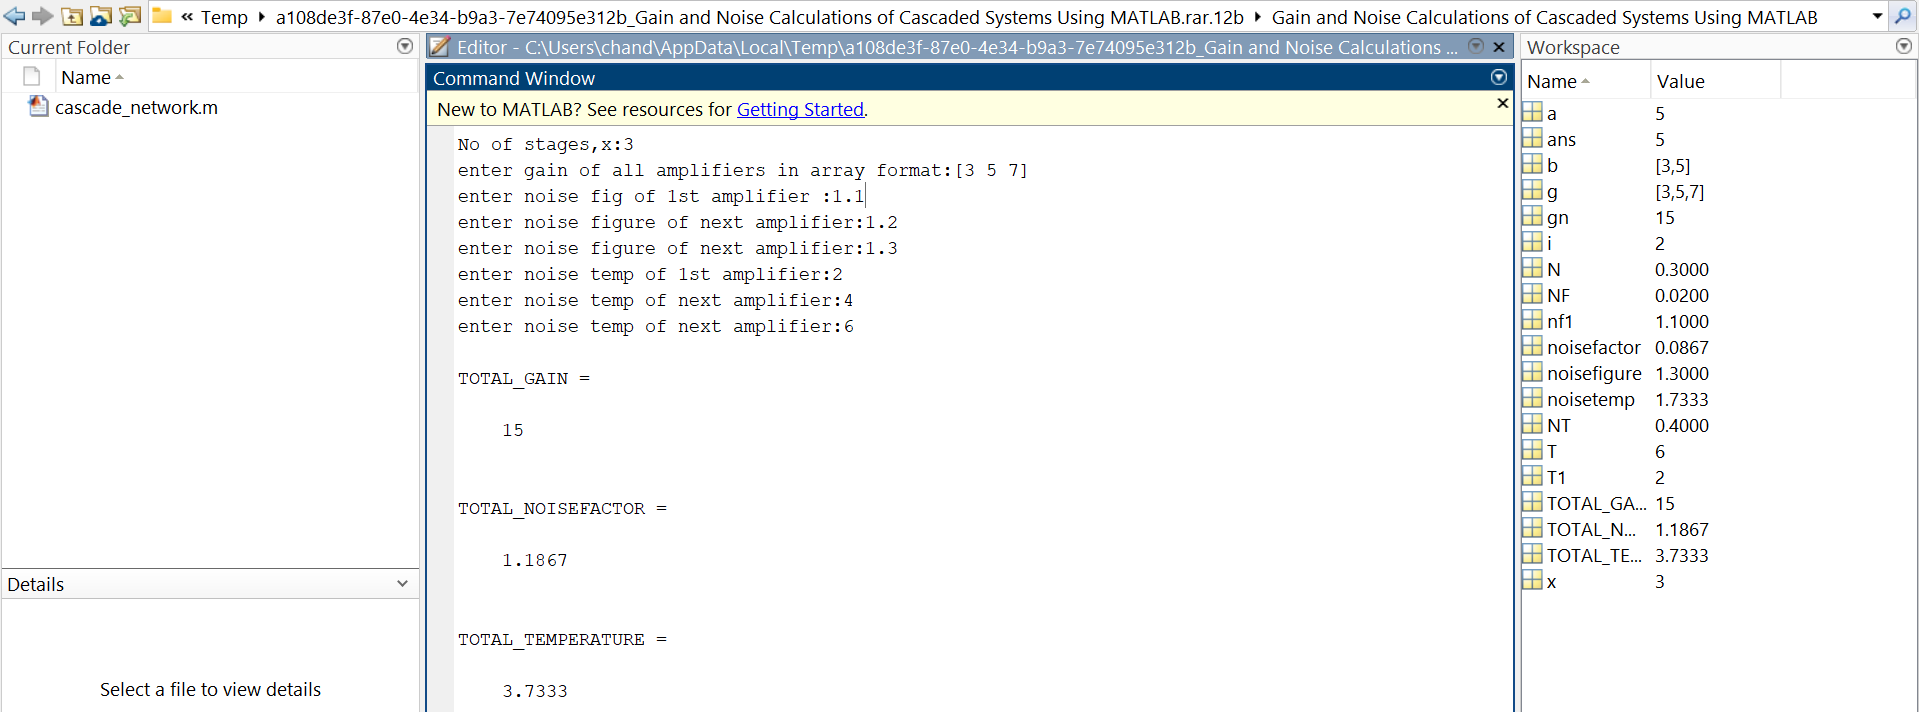 « Temp a108de3f-87e0-4e34-b9a3-7e74095e312b_Gain and Noise Calculations of Cascaded Systems Using MATLAB.rar.12b Gain and Noise Calculations of Cascaded Systems Using MATLAB
Current Folder
Name
cascade_network.m
Details
Select a file to view details
Editor - C:\Users\chand\AppData\Local\Temp\a108de3f-87e0-4e34-b9a3-7e74095e312b_Gain and Noise Calculations ...
Command Window
New to MATLAB? See resources for Getting Started.
No of stages,x:3
enter gain of all amplifiers in array format:[3 5 7]
enter noise fig of 1st amplifier :1.1
enter noise figure of next amplifier:1.2
enter noise figure of next amplifier:1.3
enter noise temp of 1st amplifier:2
enter noise temp of next amplifier:4
enter noise temp of next amplifier:6
TOTAL_GAIN =
15
TOTAL_NOISEFACTOR =
1.1867
TOTAL_TEMPERATURE =
3.7333
Workspace
Name Value
a 5
ans 5
b [3,5]
g [3,5,7]
gn 15
i 2
N 0.3000
NF 0.0200
nf1 1.1000
noisefactor 0.0867
noisefigure 1.3000
noisetemp 1.7333
NT 0.4000
T 6
T1 2
TOTAL_GA... 15
TOTAL_N... 1.1867
TOTAL_TE... 3.7333
x 3